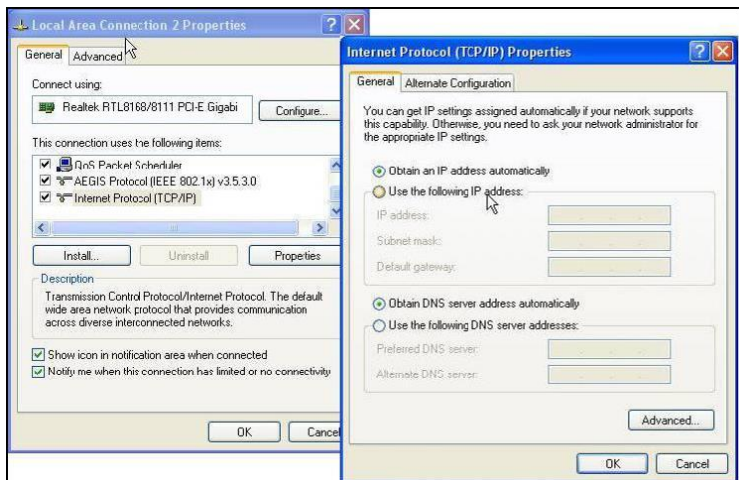 Local Area Connection 2 Properties
General Advanced
Connect using:
Realtek RTL8168/8111 PCI-E Gigabi
Configure...
This connection uses the following items:
QoS Packet Scheduler
AEGIS Protocol (IEEE 802.1x) v3.5.3.0
Internet Protocol (TCP/IP)
Install... Uninstall Properties
Description
Transmission Control Protocol/Internet Protocol. The default
wide area network protocol that provides communication
across diverse interconnected networks.
Show icon in notification area when connected
Notify me when this connection has limited or no connectivity
OK Cancel
Internet Protocol (TCP/IP) Properties
General Alternate Configuration
You can get IP settings assigned automatically if your network supports
this capability. Otherwise, you need to ask your network administrator for
the appropriate IP settings.
Obtain an IP address automatically
Use the following IP address:
IP address:
Subnet mask:
Default gateway:
Obtain DNS server address automatically
Use the following DNS server addresses:
Preferred DNS server:
Alternate DNS server:
Advanced...
OK Cancel